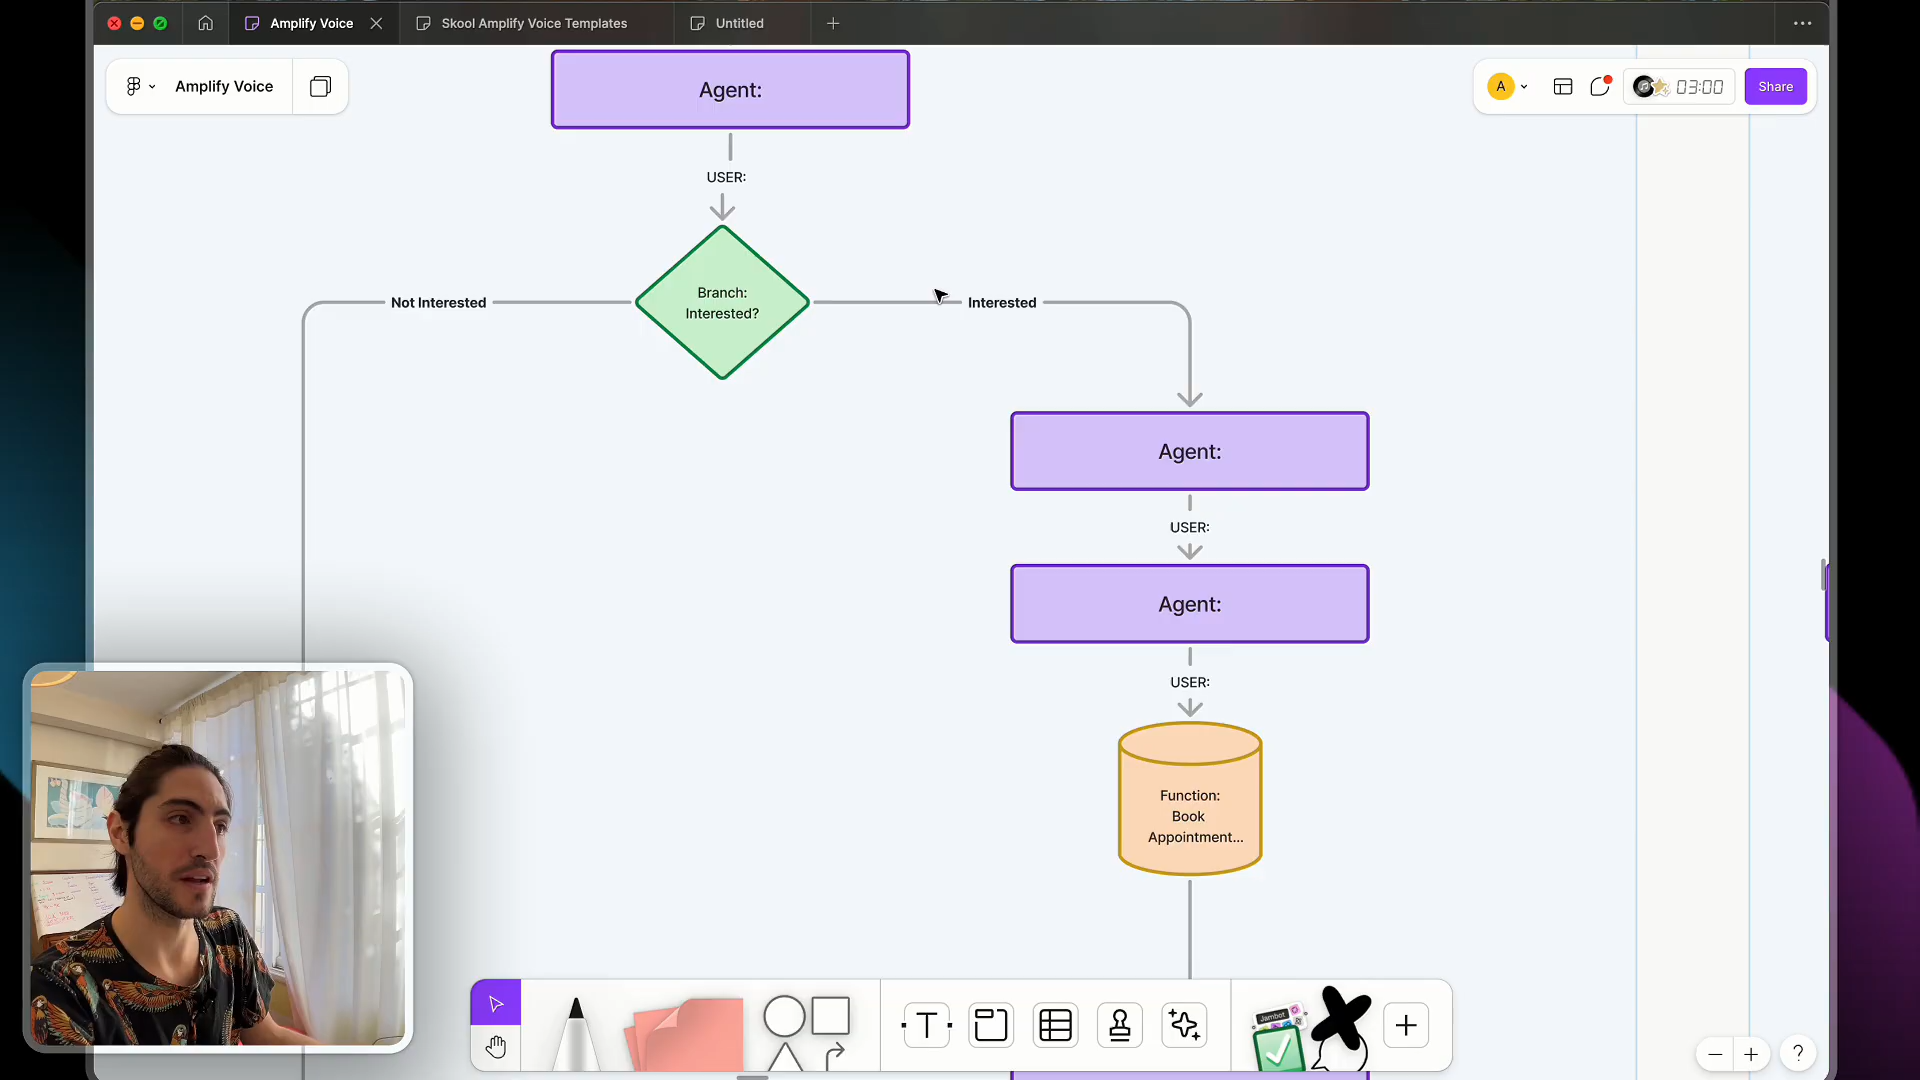 Amplify Voice
Skool Amplify Voice Templates
Untitled
Amplify Voice
A
03:00
Share
Agent:
USER:
Branch:
Interested?
Not Interested
Interested
Agent:
USER:
Agent:
USER:
Function:
Book
Appointment...
T
Jambot
?